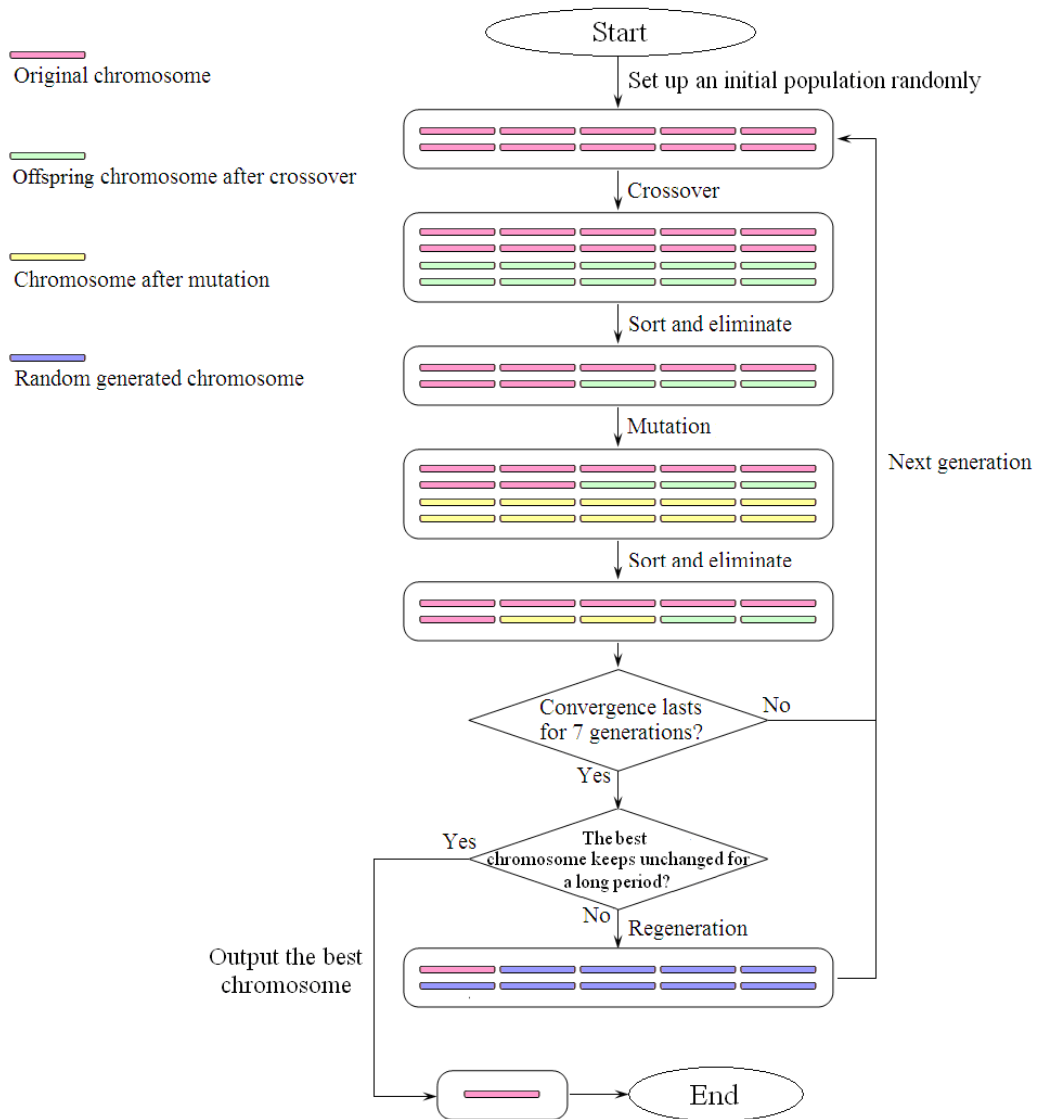 Start
Set up an initial population randomly
Original chromosome
Offspring chromosome after crossover
Chromosome after mutation
Random generated chromosome
Crossover
Sort and eliminate
Mutation
Sort and eliminate
Next generation
Convergence lasts
for 7 generations?
No
Yes
The best
chromosome keeps unchanged for
a long period?
Yes
No
Regeneration
Output the best
chromosome
End